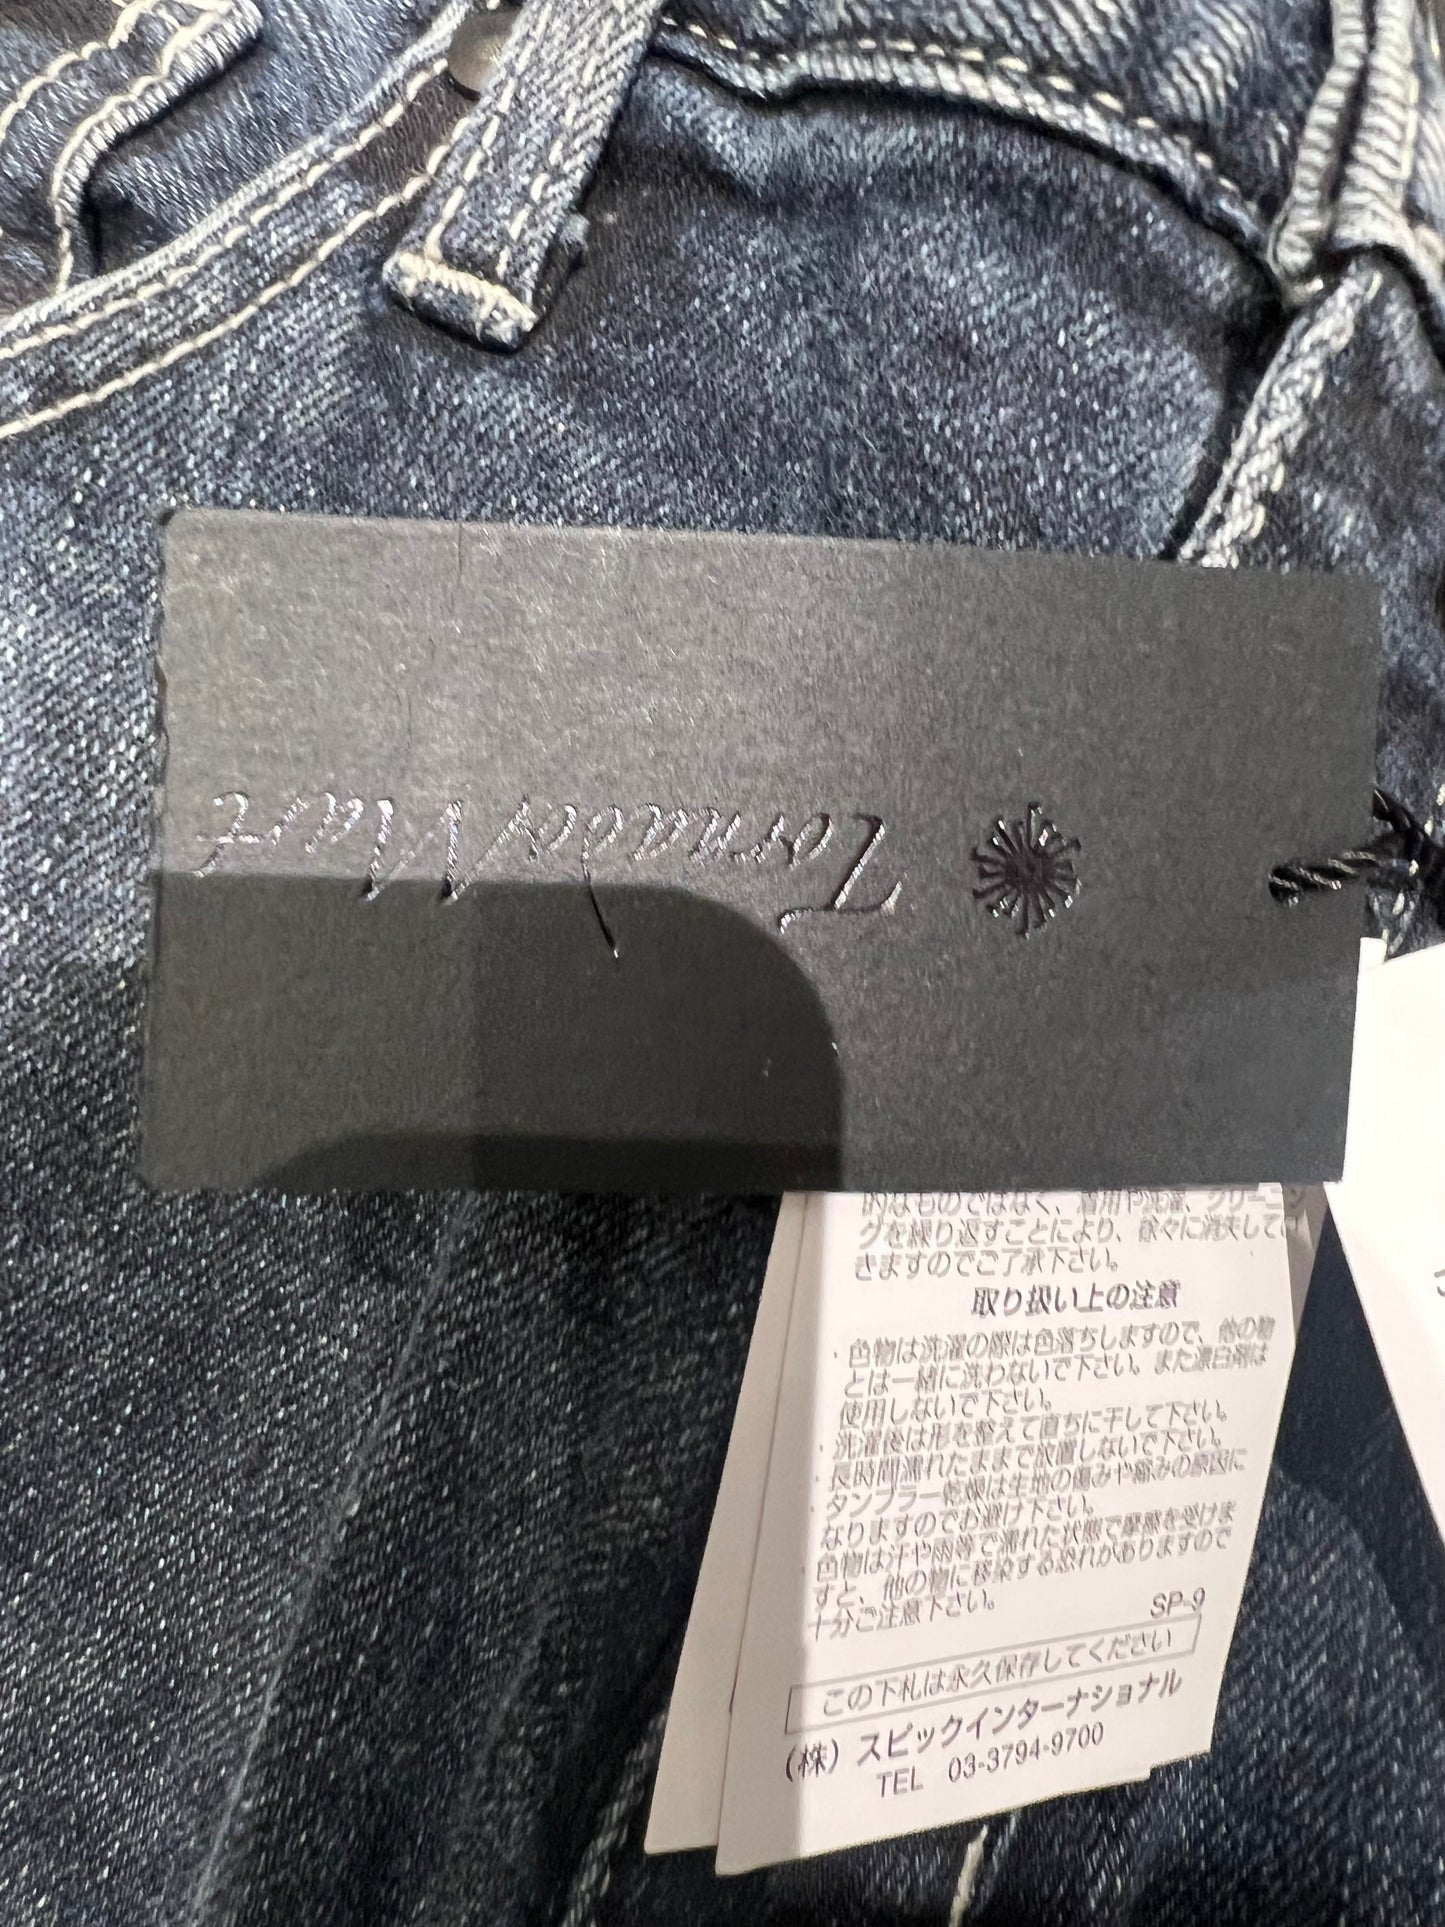 Tornado Mart
的なものではなく、着用や洗濯、クリーニン
グを繰り返すことにより、徐々に消失して
きますのでご了承下さい。
取り扱い上の注意
・色物は洗濯の際は色落ちしますので、他の物
とは一緒に洗わないで下さい。また漂白剤は
使用しないで下さい。
・洗濯後は形を整えて直ちに干して下さい。
長時間濡れたままで放置しないで下さい。
・タンブラー乾燥は生地の傷みや縮みの原因に
なりますのでお避け下さい。
・色物は汗や雨等で濡れた状態で摩擦を受けま
すと、他の物に移染する恐れがありますので
十分ご注意下さい。
SP-9
この下札は永久保存してください
(株) スピックインターナショナル
TEL 03-3794-9700